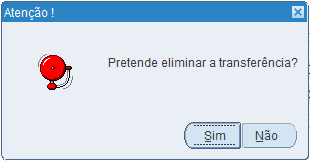 Atenção !
Pretende eliminar a transferência?
Sim
Não